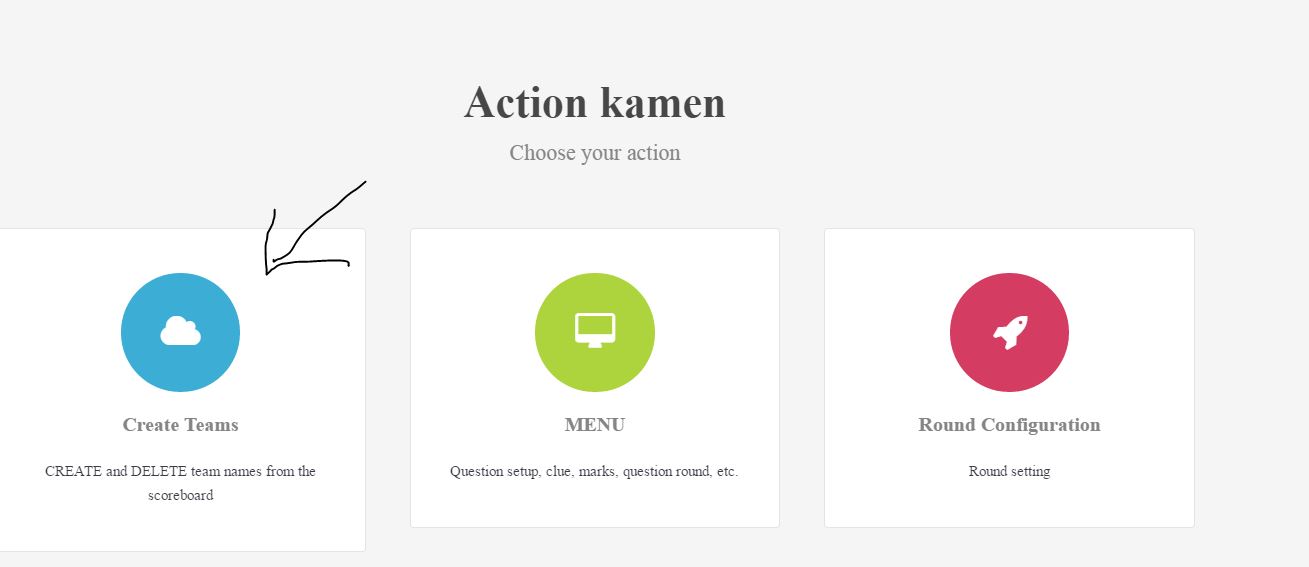 Action kamen
Choose your action
Create Teams
CREATE and DELETE team names from the
scoreboard
MENU
Question setup, clue, marks, question round, etc.
Round Configuration
Round setting